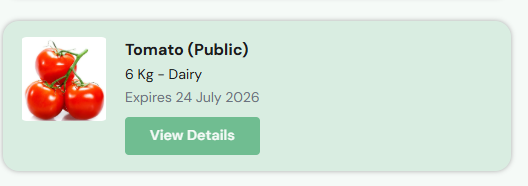 Tomato (Public)
6 Kg - Dairy
Expires 24 July 2026
View Details